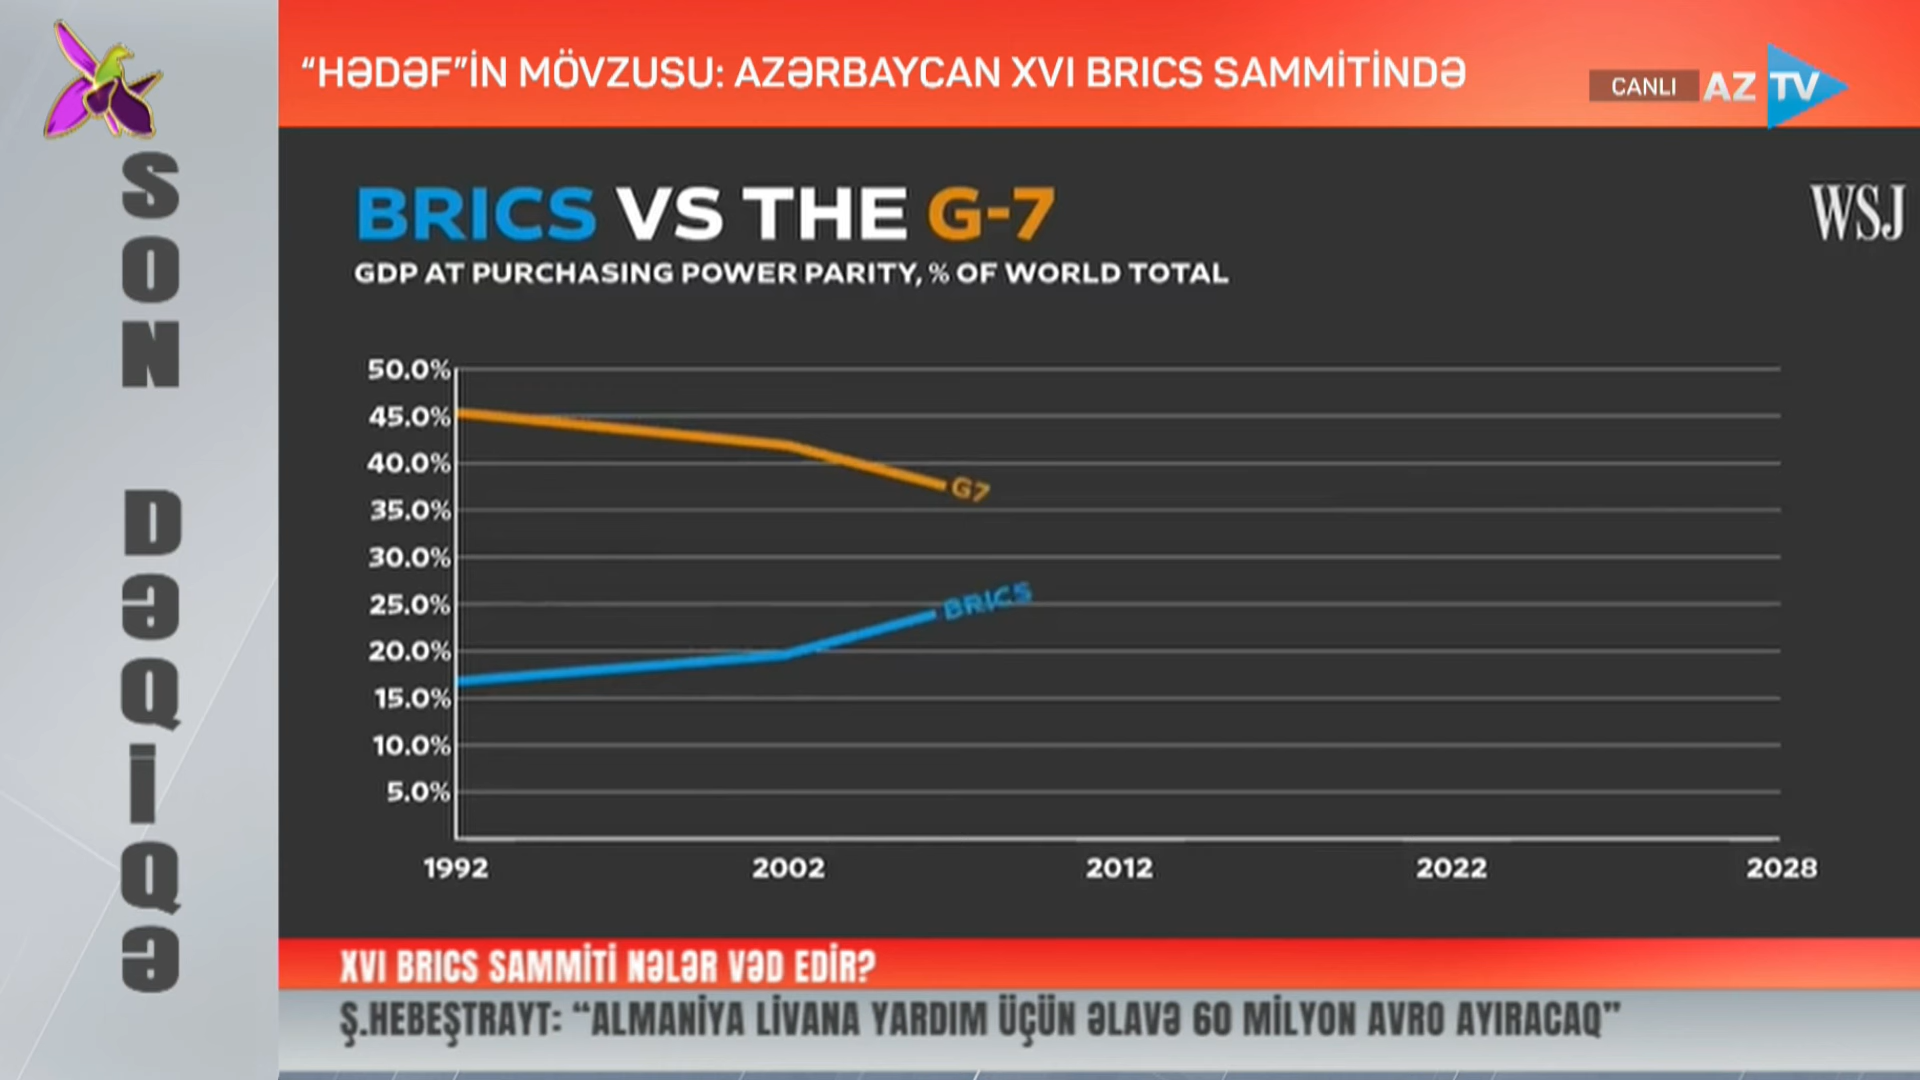 “HƏDƏF”İN MÖVZUSU: AZƏRBAYCAN XVI BRICS SAMMİTİNDƏ
CANLI AZTV
SON DƏQİQƏ
BRICS VS THE G-7
WSJ
GDP AT PURCHASING POWER PARITY, % OF WORLD TOTAL
50.0%
45.0%
40.0%
35.0%
30.0%
25.0%
20.0%
15.0%
10.0%
5.0%
G7
BRICS
1992 2002 2012 2022 2028
XVI BRICS SAMMİTİ NƏLƏR VƏD EDİR?
Ş.HEBEŞTRAYT: “ALMANİYA LİVANA YARDIM ÜÇÜN ƏLAVƏ 60 MİLYON AVRO AYIRACAQ”